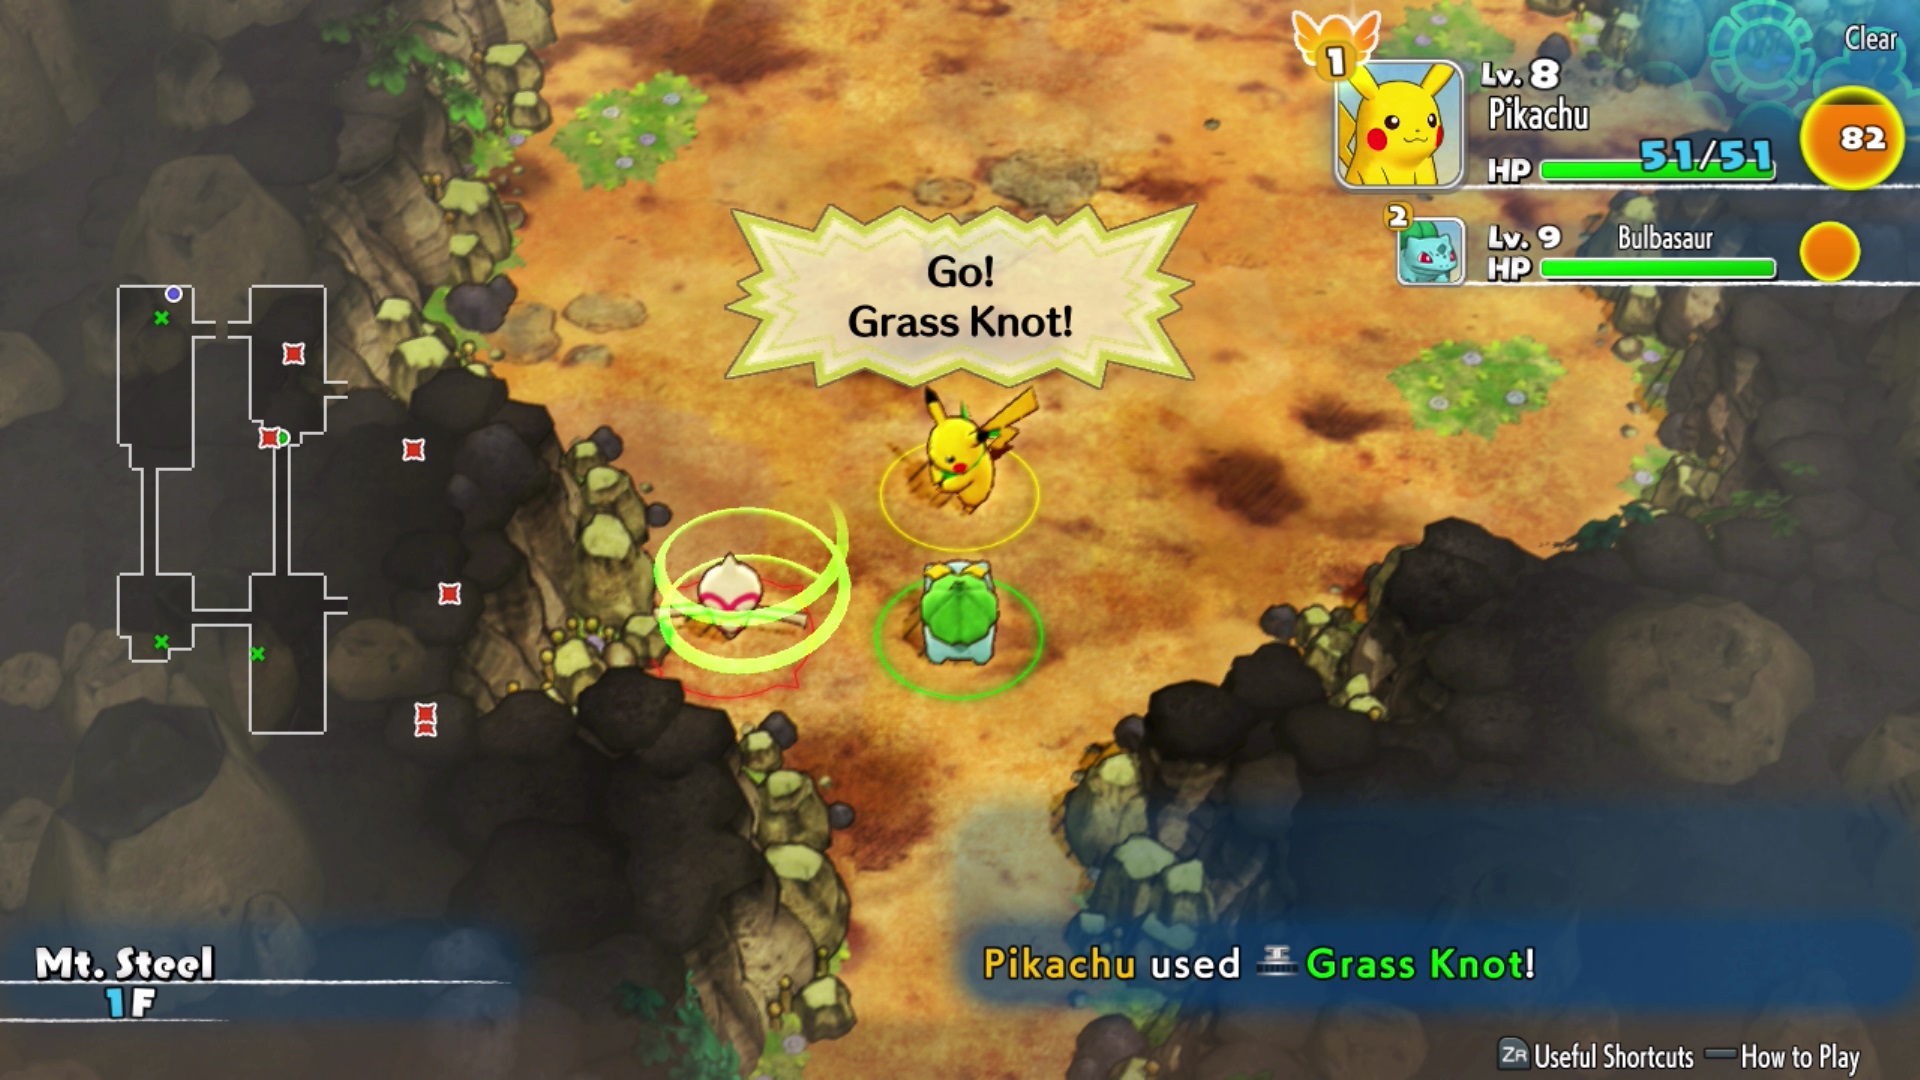 Clear
1
Lv. 8
Pikachu
HP 51/51
82
2
Lv. 9 Bulbasaur
HP
Go!
Grass Knot!
Mt. Steel
1F
Pikachu used Grass Knot!
ZR Useful Shortcuts How to Play